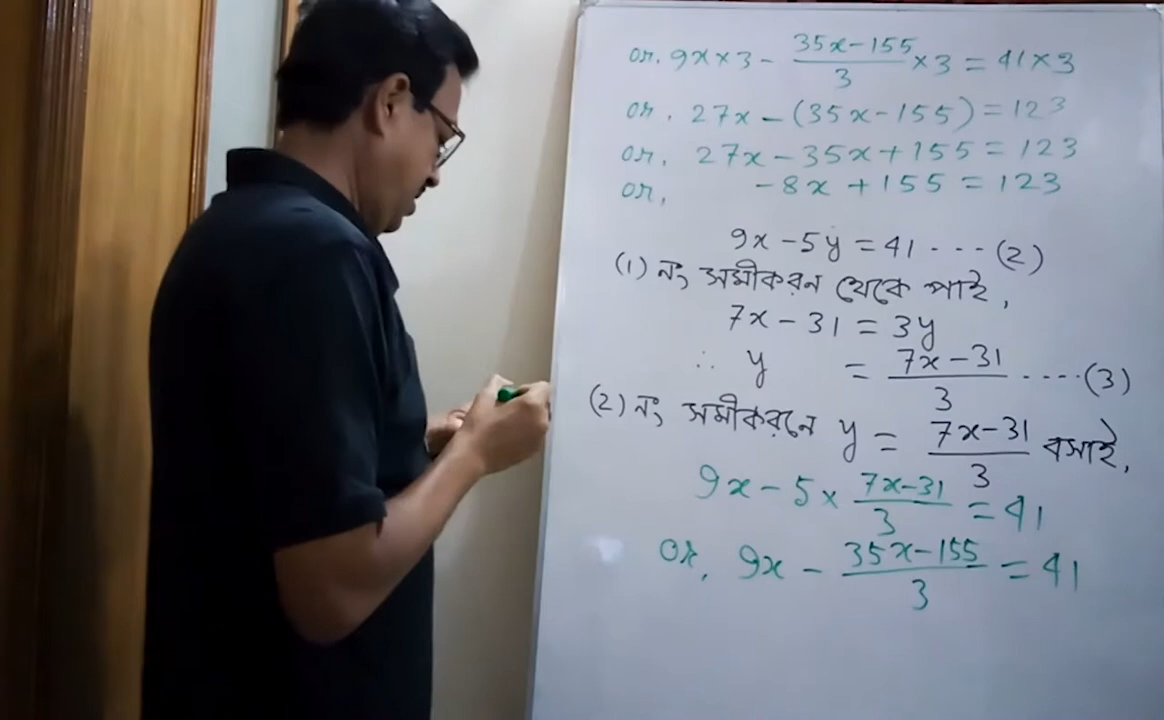 or. 9x×3 - (35x-155)/3 ×3 = 41×3
or. 27x-(35x-155)=123
or. 27x-35x+155=123
or, -8x+155=123
9x-5y=41 ---(2)
(1) নং সমীকরন থেকে পাই,
7x-31=3y
∴ y = (7x-31)/3 ----(3)
(2) নং সমীকরনে y = (7x-31)/3 বসাই,
9x-5× (7x-31)/3 =41
or, 9x - (35x-155)/3 =41